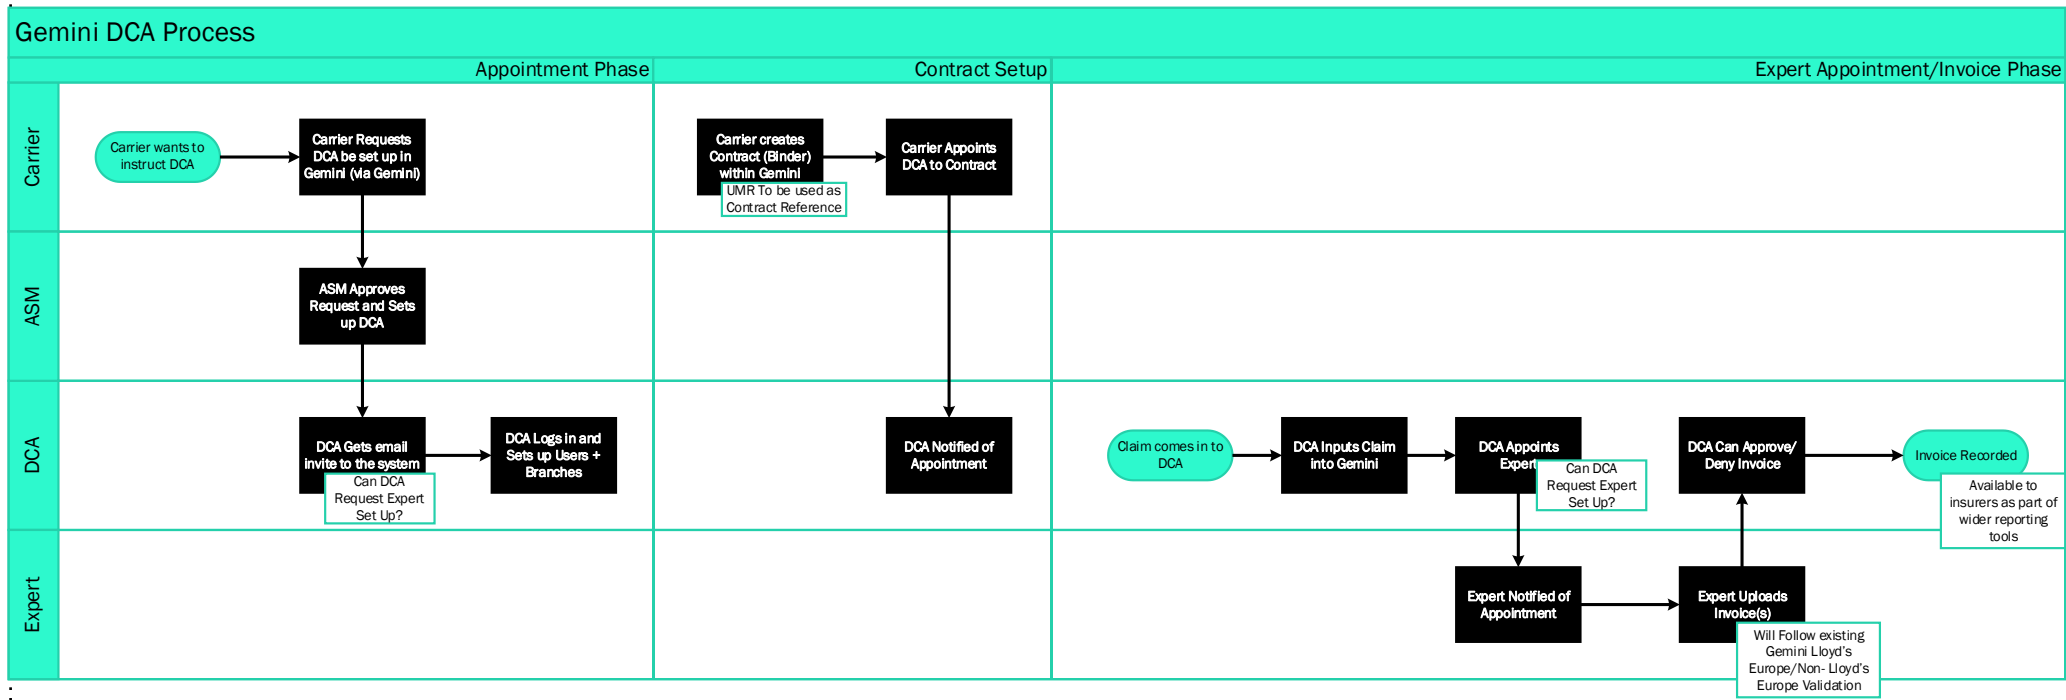 Gemini DCA Process
Appointment Phase
Contract Setup
Expert Appointment/Invoice Phase
Carrier
Carrier wants to
instruct DCA
Carrier Requests
DCA be set up in
Gemini (via Gemini)
Carrier creates
Contract (Binder)
within Gemini
UMR To be used as
Contract Reference
Carrier Appoints
DCA to Contract
ASM
ASM Approves
Request and Sets
up DCA
DCA
DCA Gets email
invite to the system
Can DCA
Request Expert
Set Up?
DCA Logs in and
Sets up Users +
Branches
DCA Notified of
Appointment
Claim comes in to
DCA
DCA Inputs Claim
into Gemini
DCA Appoints
Expert
Can DCA
Request Expert
Set Up?
DCA Can Approve/
Deny Invoice
Invoice Recorded
Available to
insurers as part of
wider reporting
tools
Expert
Expert Notified of
Appointment
Expert Uploads
Invoice(s)
Will Follow existing
Gemini Lloyd's
Europe/Non- Lloyd's
Europe Validation